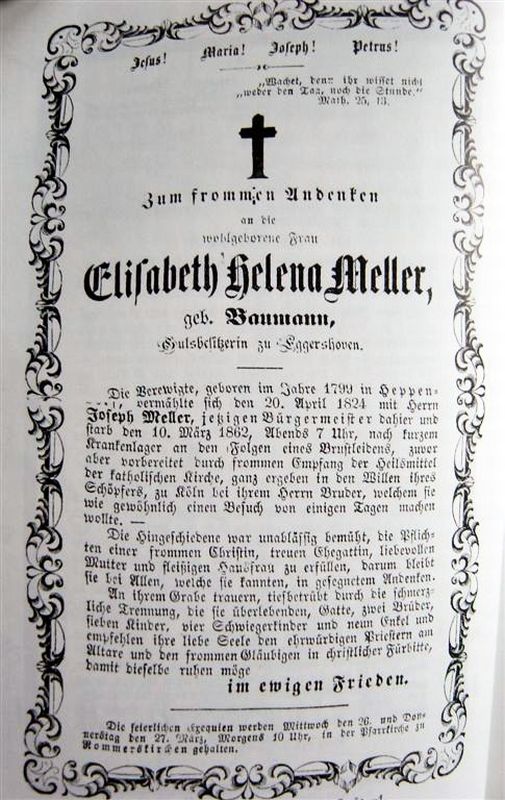 Jesus! Maria! Joseph! Petrus!
„Wachet, denn ihr wisset nicht
„weder den Tag, noch die Stunde.“
Math. 25, 13.
Zum frommen Andenken
an die
wohlgeborene Frau
Elisabeth Helena Meller,
geb. Baumann,
Gutsbesitzerin zu Eggershoven.
Die Verewigte, geboren im Jahre 1799 in Heppen-
vermählte sich den 20. April 1824 mit Herrn
Joseph Meller, jetzigen Bürgermeister dahier und
starb den 10. März 1862, Abends 7 Uhr, nach kurzem
Krankenlager an den Folgen eines Brustleidens, zuvor
aber vorbereitet durch frommen Empfang der Heilsmittel
der katholischen Kirche, ganz ergeben in den Willen ihres
Schöpfers, zu Köln bei ihrem Herrn Bruder, welchem sie
wie gewöhnlich einen Besuch von einigen Tagen machen
wollte. —
Die Hingeschiedene war unablässig bemüht, die Pflich-
ten einer frommen Christin, treuen Ehegattin, liebevollen
Mutter und fleißigen Hausfrau zu erfüllen, darum bleibt
sie bei Allen, welche sie kannten, in gesegnetem Andenken.
An ihrem Grabe trauern, tiefbetrübt durch die schmerz-
liche Trennung, die sie überlebenden, Gatte, zwei Brüder,
sieben Kinder, vier Schwiegerkinder und neun Enkel und
empfehlen ihre liebe Seele den ehrwürdigen Priestern am
Altare und den frommen Gläubigen in christlicher Fürbitte,
damit dieselbe ruhen möge
im ewigen Frieden.
Die feierlichen Exequien werden Mittwoch den 26. und Don-
nerstag den 27. März, Morgens 10 Uhr, in der Pfarrkirche zu
Rommerskirchen gehalten.